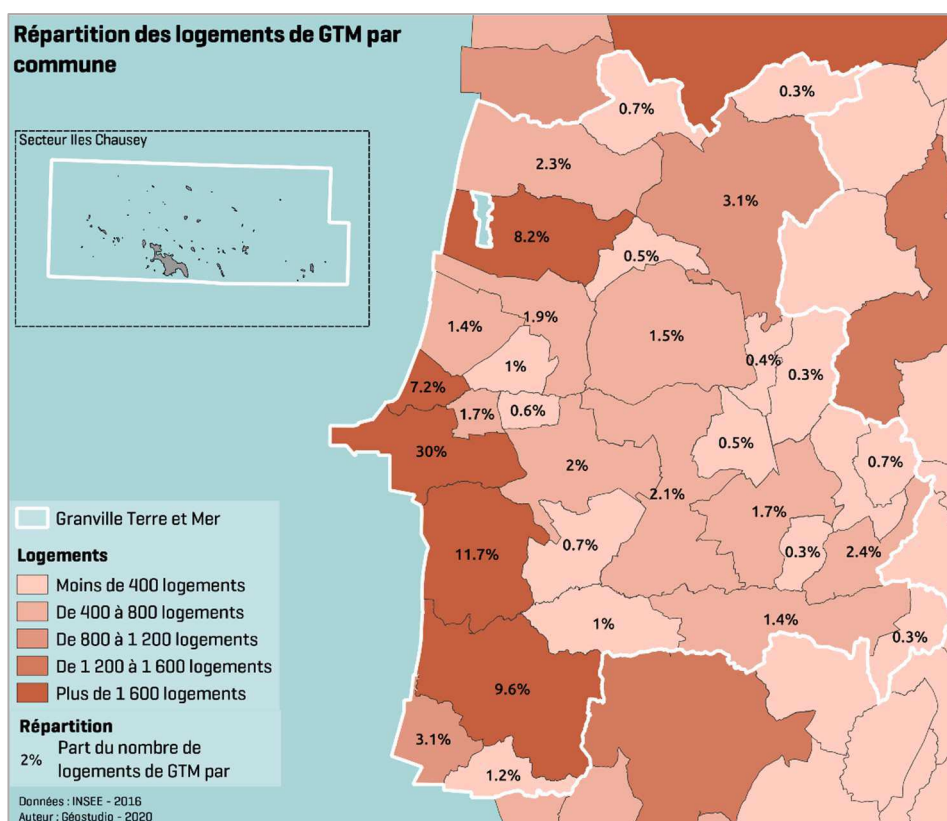 Répartition des logements de GTM par
commune
Secteur Iles Chausey
0.7%
0.3%
2.3%
3.1%
8.2%
0.5%
1.9%
1.4%
1.5%
1%
0.4%
0.3%
7.2%
1.7%
0.6%
30%
0.5%
0.7%
2%
2.1%
1.7%
11.7%
0.7%
0.3%
2.4%
1%
1.4%
0.3%
9.6%
3.1%
1.2%
Granville Terre et Mer
Logements
Moins de 400 logements
De 400 à 800 logements
De 800 à 1 200 logements
De 1 200 à 1 600 logements
Plus de 1 600 logements
Répartition
2% Part du nombre de
logements de GTM par
Données : INSEE - 2016
Auteur : Géostudio - 2020